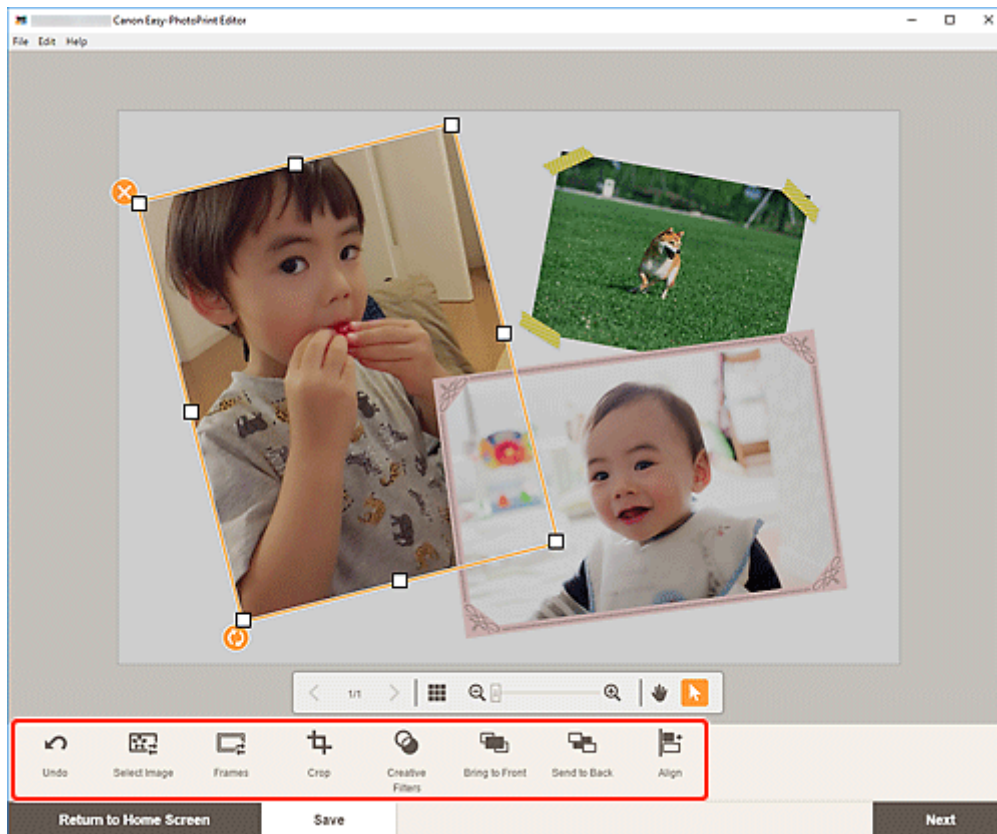 Canon Easy-PhotoPrint Editor
File Edit Help
1/1
Undo
Select Image
Frames
Crop
Creative
Filters
Bring to Front
Send to Back
Align
Return to Home Screen
Save
Next